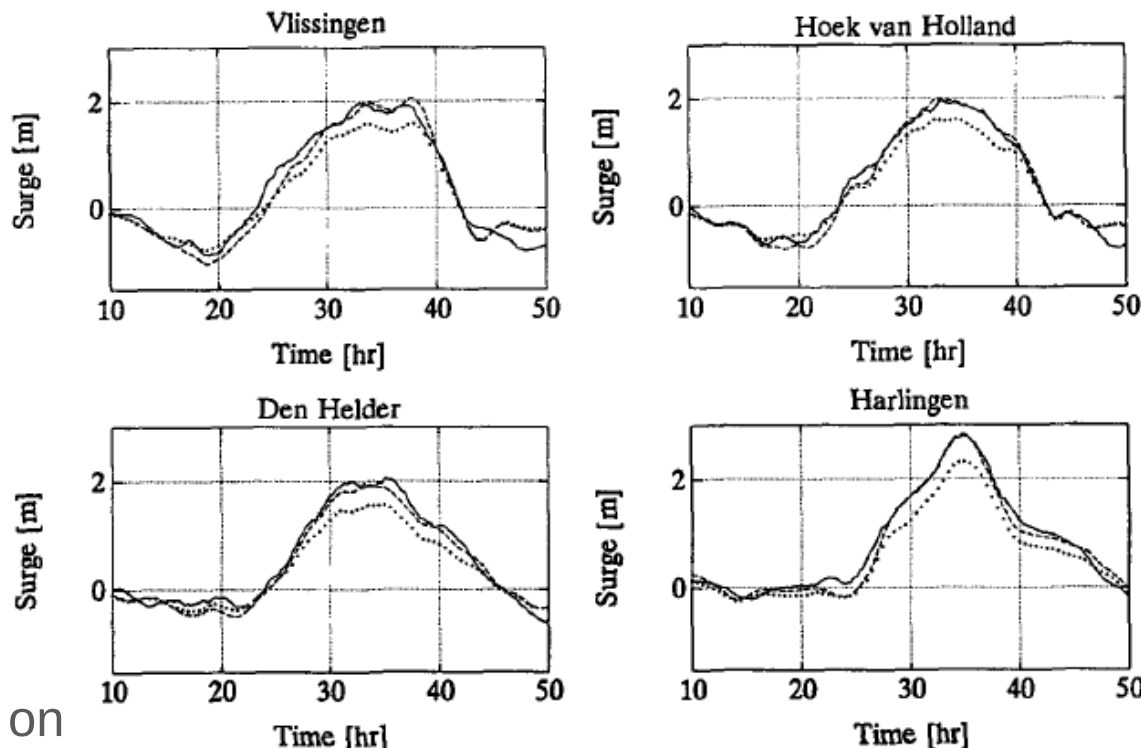 Vlissingen
Surge [m]
2
0
10 20 30 40 50
Time [hr]
Hoek van Holland
Surge [m]
2
0
10 20 30 40 50
Time [hr]
Den Helder
Surge [m]
2
0
10 20 30 40 50
Time [hr]
Harlingen
Surge [m]
2
0
10 20 30 40 50
Time [hr]
on